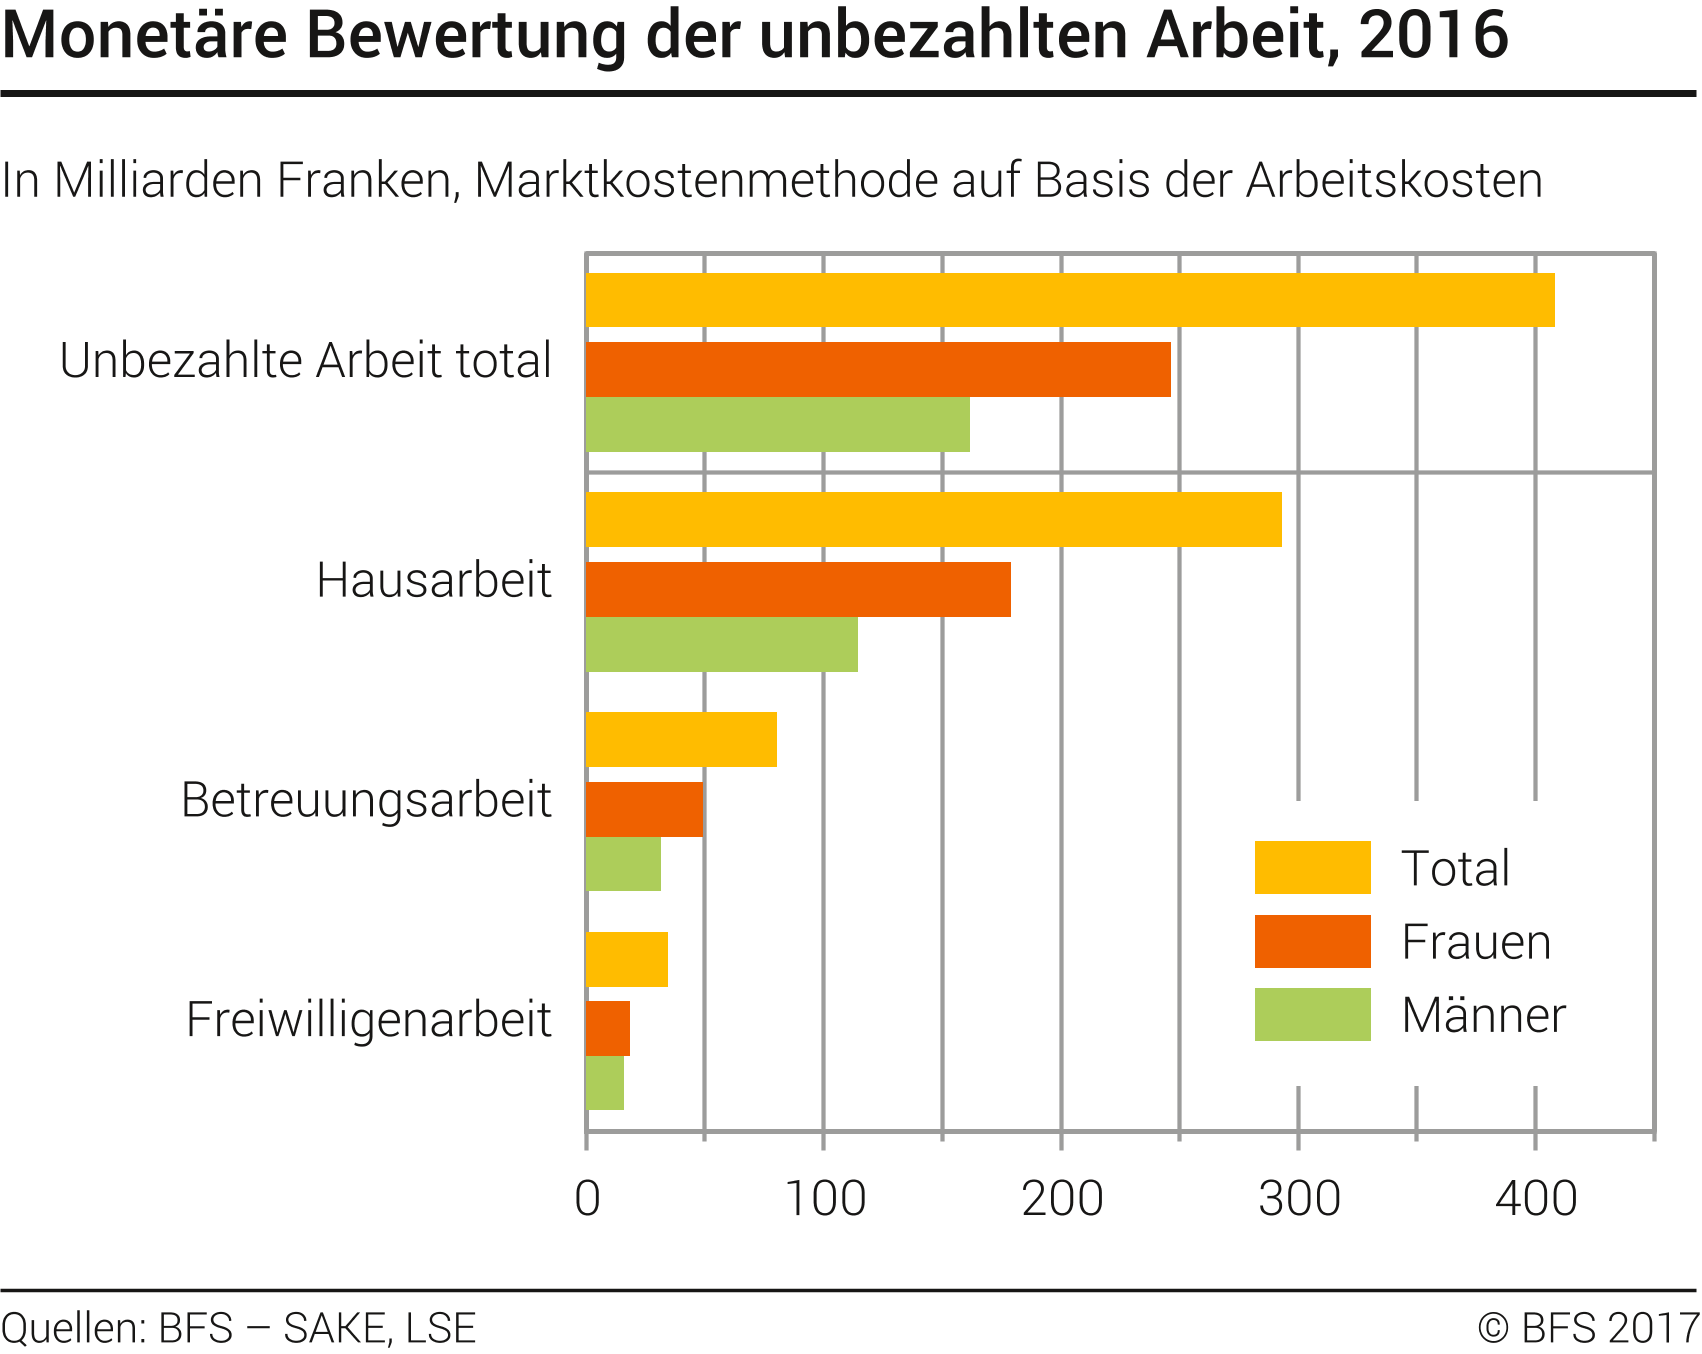 Monetäre Bewertung der unbezahlten Arbeit, 2016
In Milliarden Franken, Marktkostenmethode auf Basis der Arbeitskosten
Unbezahlte Arbeit total
Hausarbeit
Betreuungsarbeit
Freiwilligenarbeit
Total
Frauen
Männer
0 100 200 300 400
Quellen: BFS – SAKE, LSE
© BFS 2017